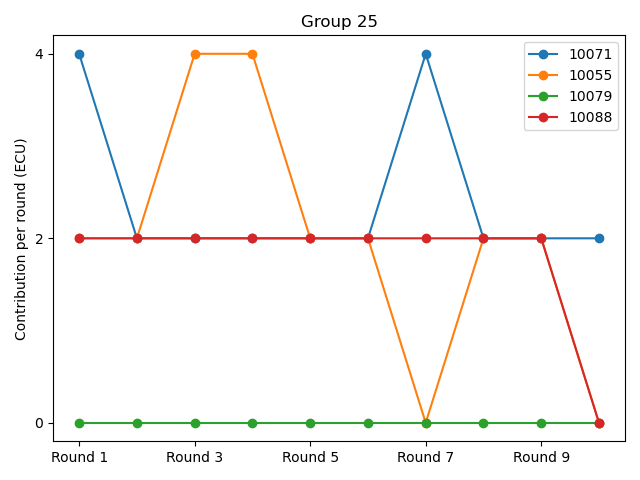 Group 25
10071
10055
10079
10088
Contribution per round (ECU)
4
2
0
Round 1
Round 3
Round 5
Round 7
Round 9